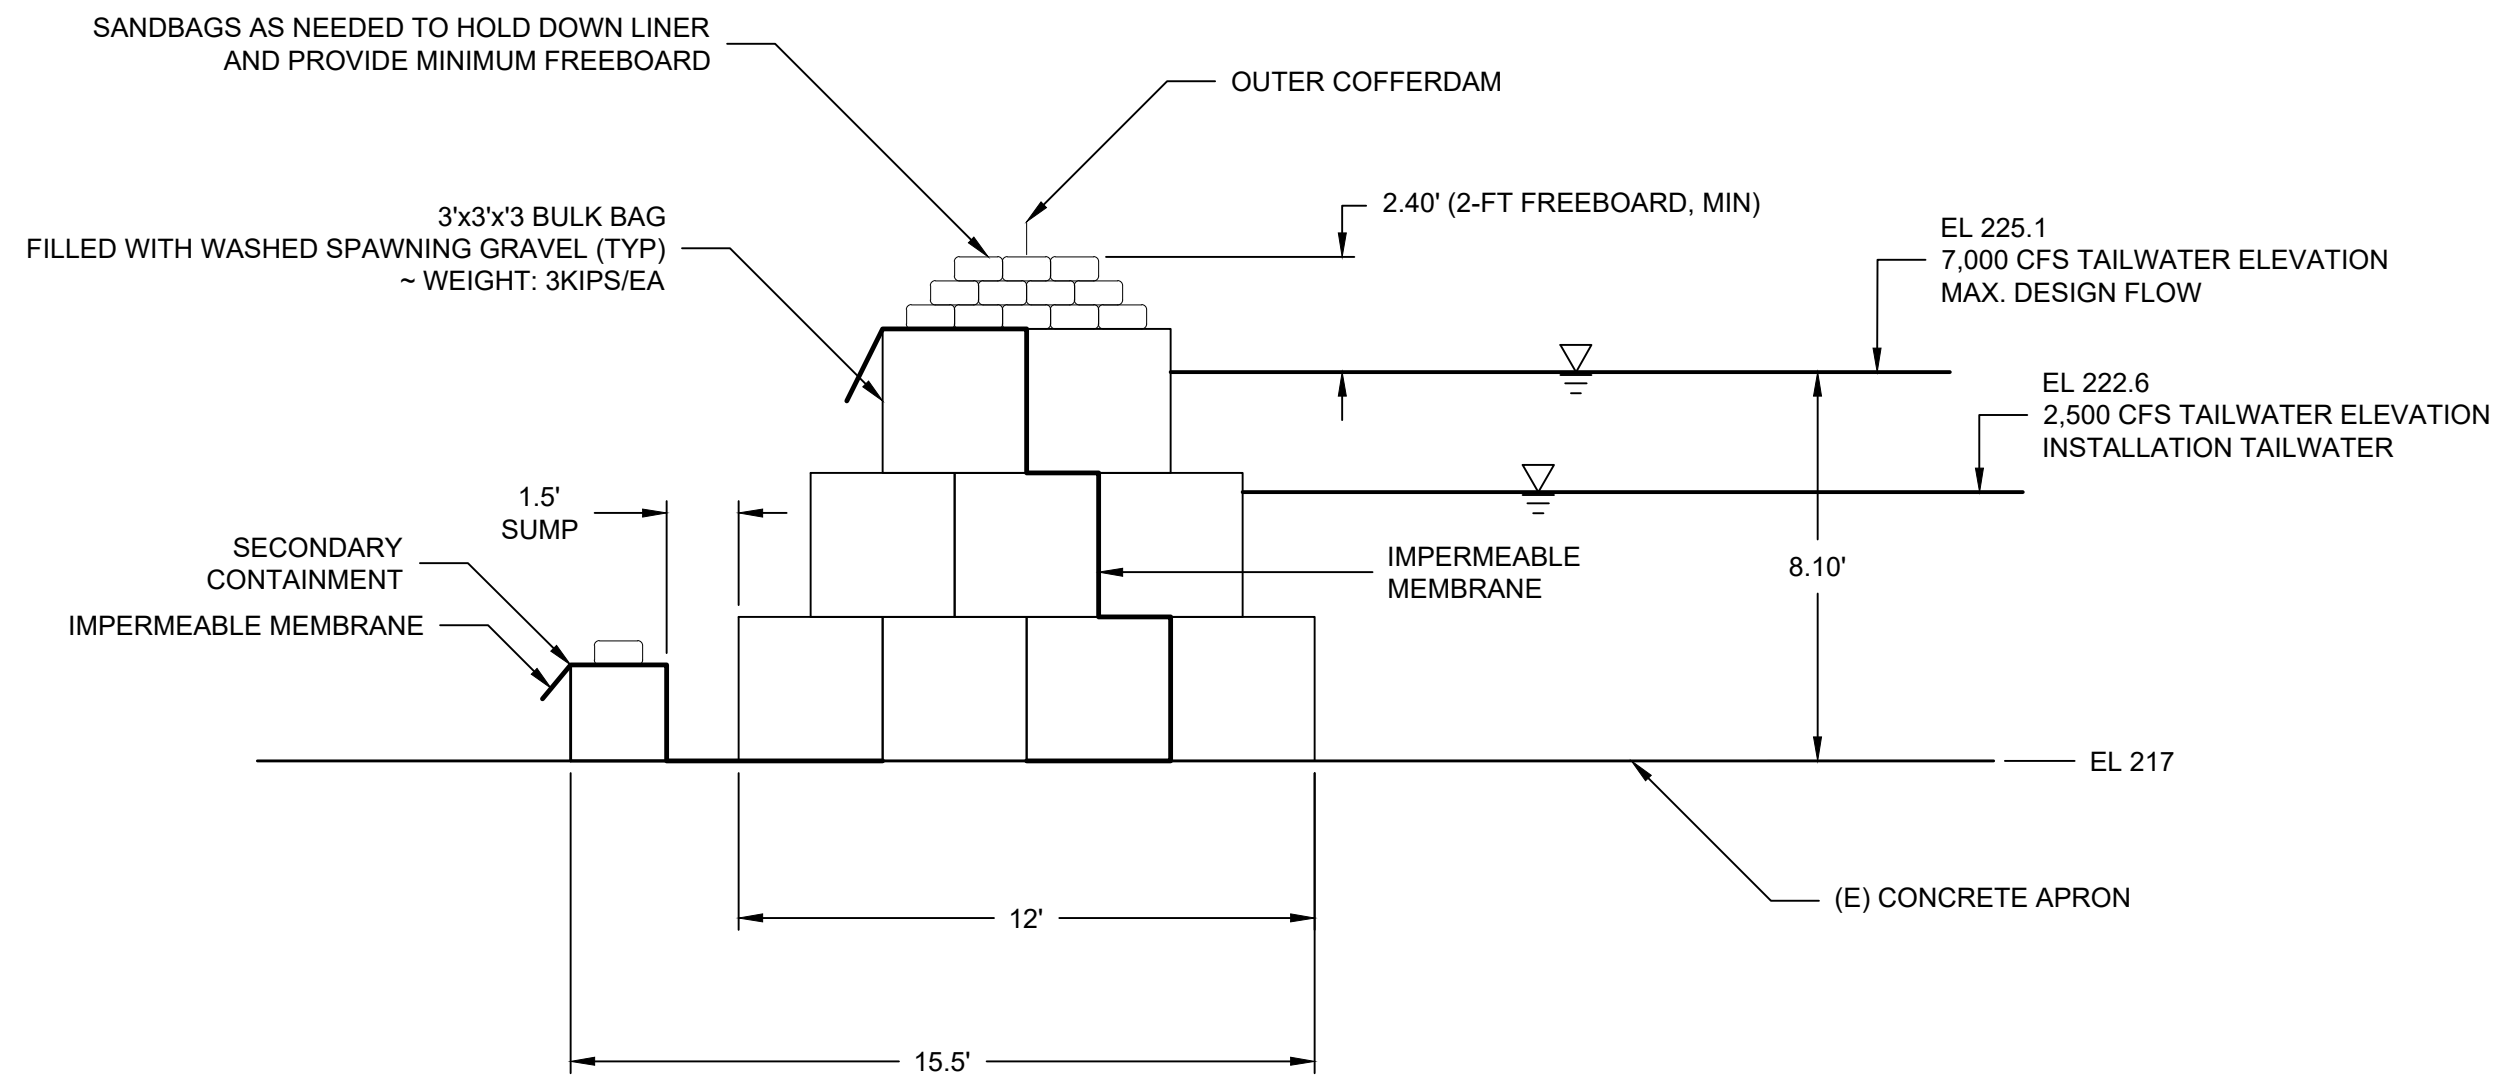 SANDBAGS AS NEEDED TO HOLD DOWN LINER
AND PROVIDE MINIMUM FREEBOARD
OUTER COFFERDAM
2.40' (2-FT FREEBOARD, MIN)
3'x3'x'3 BULK BAG
FILLED WITH WASHED SPAWNING GRAVEL (TYP)
~ WEIGHT: 3KIPS/EA
EL 225.1
7,000 CFS TAILWATER ELEVATION
MAX. DESIGN FLOW
EL 222.6
2,500 CFS TAILWATER ELEVATION
INSTALLATION TAILWATER
1.5'
SUMP
SECONDARY
CONTAINMENT
IMPERMEABLE MEMBRANE
IMPERMEABLE
MEMBRANE
8.10'
EL 217
(E) CONCRETE APRON
12'
15.5'